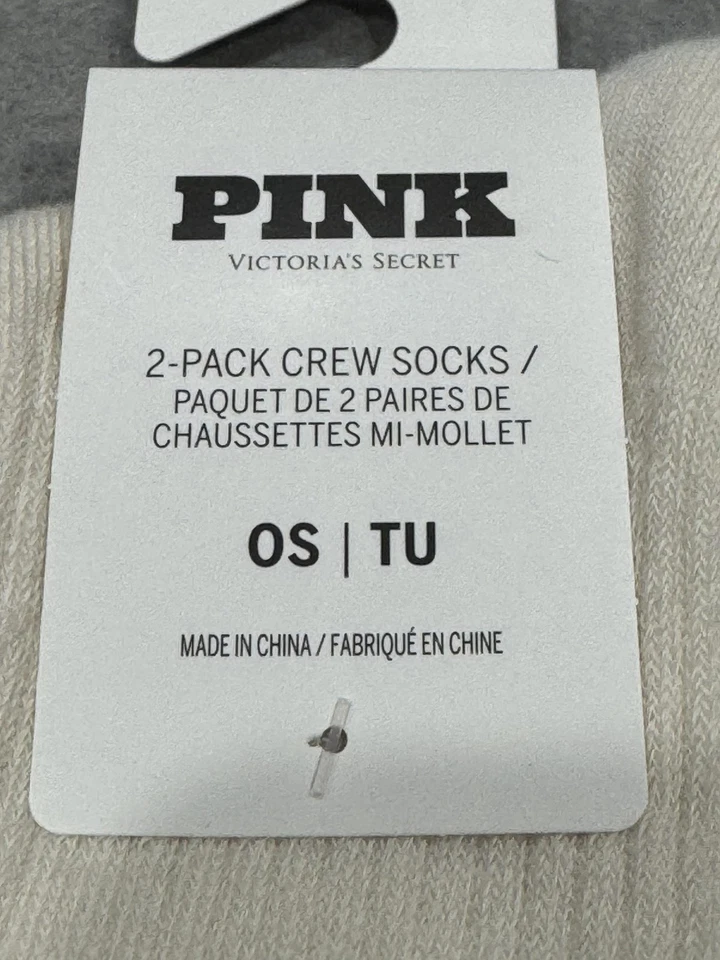 PINK
VICTORIA'S SECRET
2-PACK CREW SOCKS /
PAQUET DE 2 PAIRES DE
CHAUSSETTES MI-MOLLET
OS | TU
MADE IN CHINA / FABRIQUÉ EN CHINE